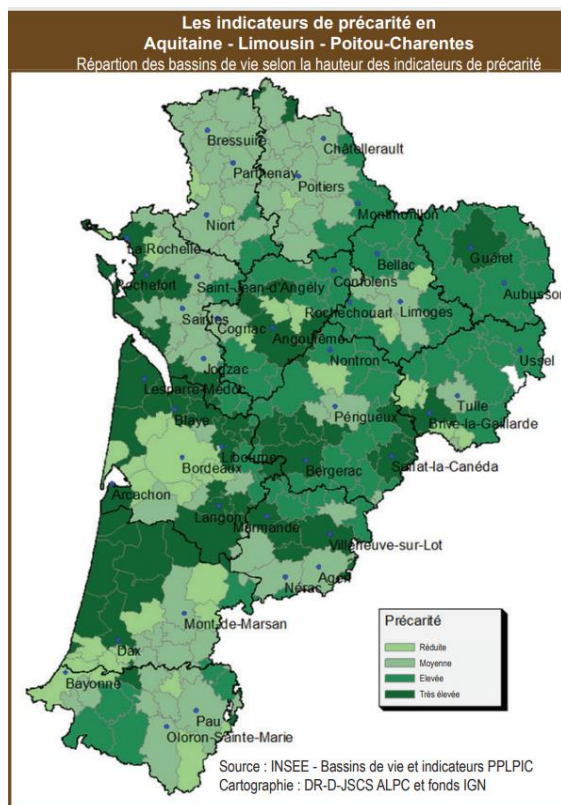 Les indicateurs de précarité en
Aquitaine - Limousin - Poitou-Charentes
Répartion des bassins de vie selon la hauteur des indicateurs de précarité
Bressuire
Châtellerault
Parthenay
Poitiers
Niort
Montmorillon
La Rochelle
Bellac
Guéret
Rochefort
Saint-Jean-d'Angély
Confolens
Aubusson
Rochechouart
Limoges
Saintes
Cognac
Angoulême
Jonzac
Nontron
Ussel
Lesparre-Médoc
Tulle
Blaye
Périgueux
Brive-la-Gaillarde
Libourne
Bordeaux
Bergerac
Sarlat-la-Canéda
Arcachon
Langon
Marmande
Villeneuve-sur-Lot
Agen
Nérac
Mont-de-Marsan
Dax
Bayonne
Pau
Oloron-Sainte-Marie
Précarité
Réduite
Moyenne
Elevée
Très élevée
Source : INSEE - Bassins de vie et indicateurs PPLPIC
Cartographie : DR-D-JSCS ALPC et fonds IGN